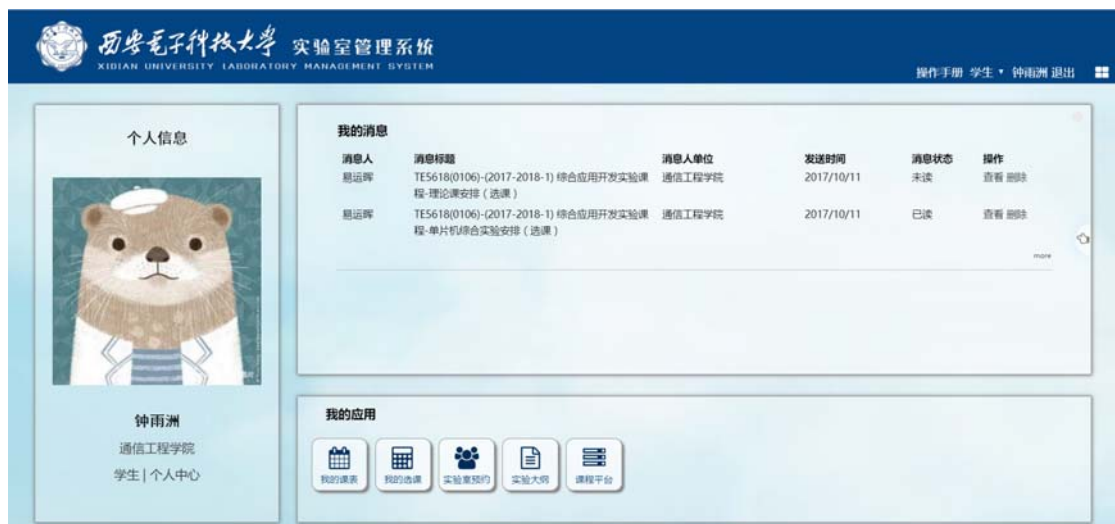 西安电子科技大学 实验室管理系统
XIDIAN UNIVERSITY LABORATORY MANAGEMENT SYSTEM
操作手册 学生 钟雨洲 退出
个人信息
钟雨洲
通信工程学院
学生 | 个人中心
我的消息
消息人 消息标题 消息人单位 发送时间 消息状态 操作
易运晖 TE5618(0106)-(2017-2018-1) 综合应用开发实验课 通信工程学院 2017/10/11 未读 查看 删除
程-理论课安排 ( 选课 )
易运晖 TE5618(0106)-(2017-2018-1) 综合应用开发实验课 通信工程学院 2017/10/11 已读 查看 删除
程-单片机综合实验安排 ( 选课 )
more
我的应用
我的课表 我的选课 实验室预约 实验大纲 课程平台